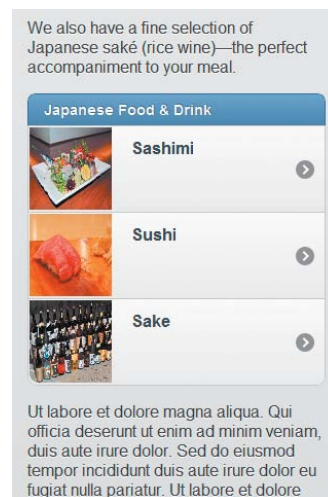 We also have a fine selection of
Japanese saké (rice wine)—the perfect
accompaniment to your meal.
Japanese Food & Drink
Sashimi
Sushi
Sake
Ut labore et dolore magna aliqua. Qui
officia deserunt ut enim ad minim veniam,
duis aute irure dolor. Sed do eiusmod
tempor incididunt duis aute irure dolor eu
fugiat nulla pariatur. Ut labore et dolore